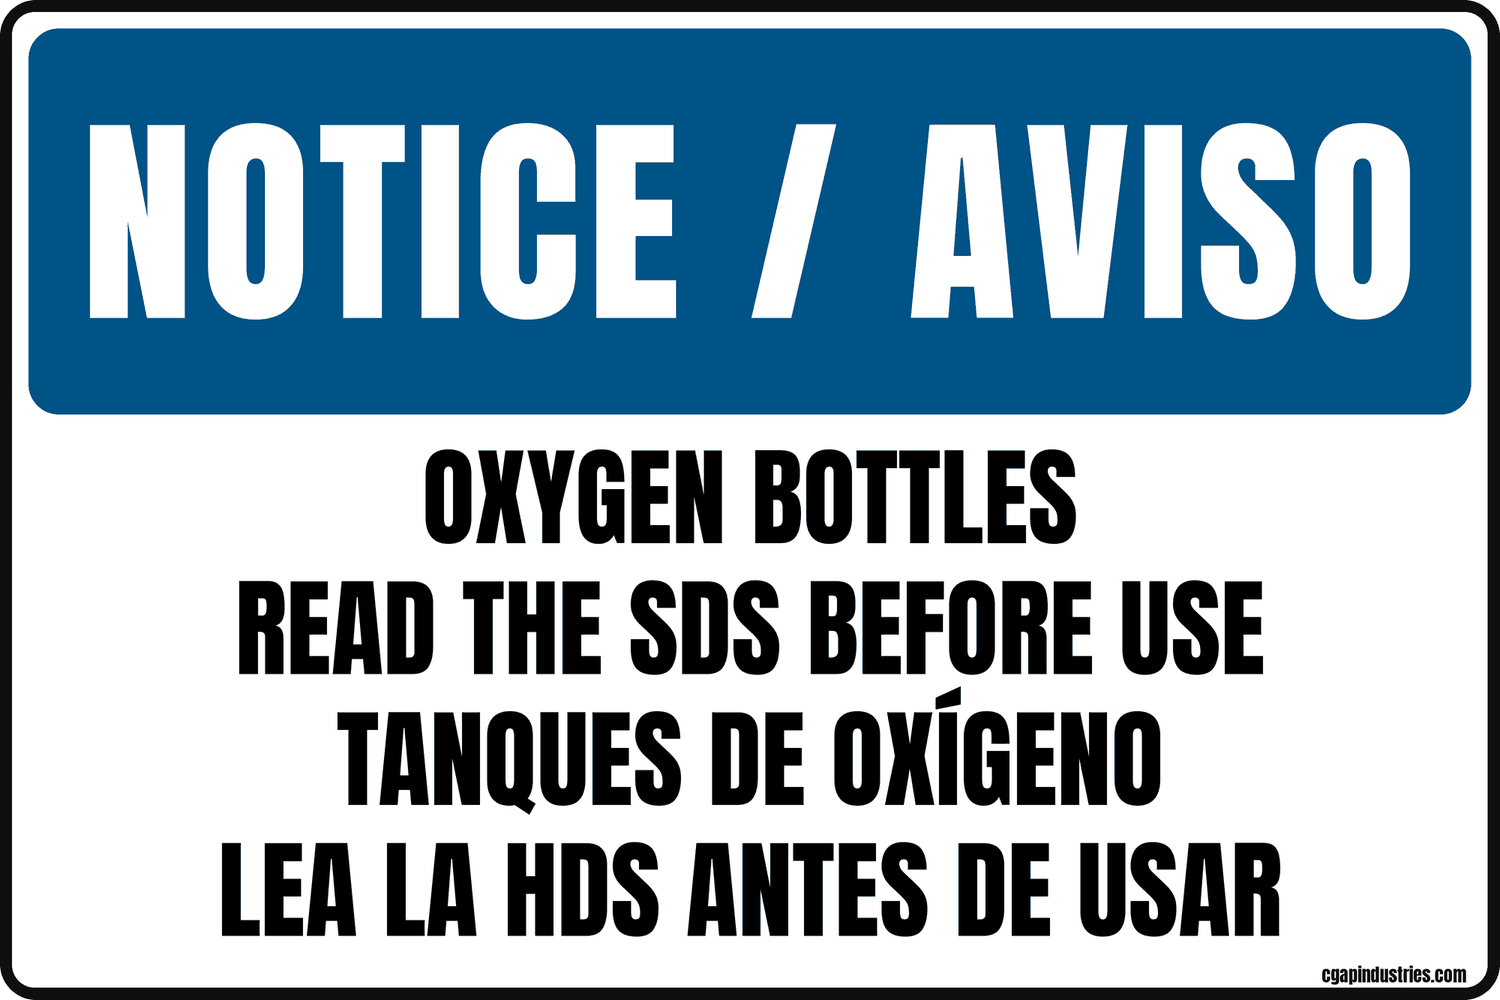 NOTICE / AVISO
OXYGEN BOTTLES
READ THE SDS BEFORE USE
TANQUES DE OXÍGENO
LEA LA HDS ANTES DE USAR
cgapindustries.com